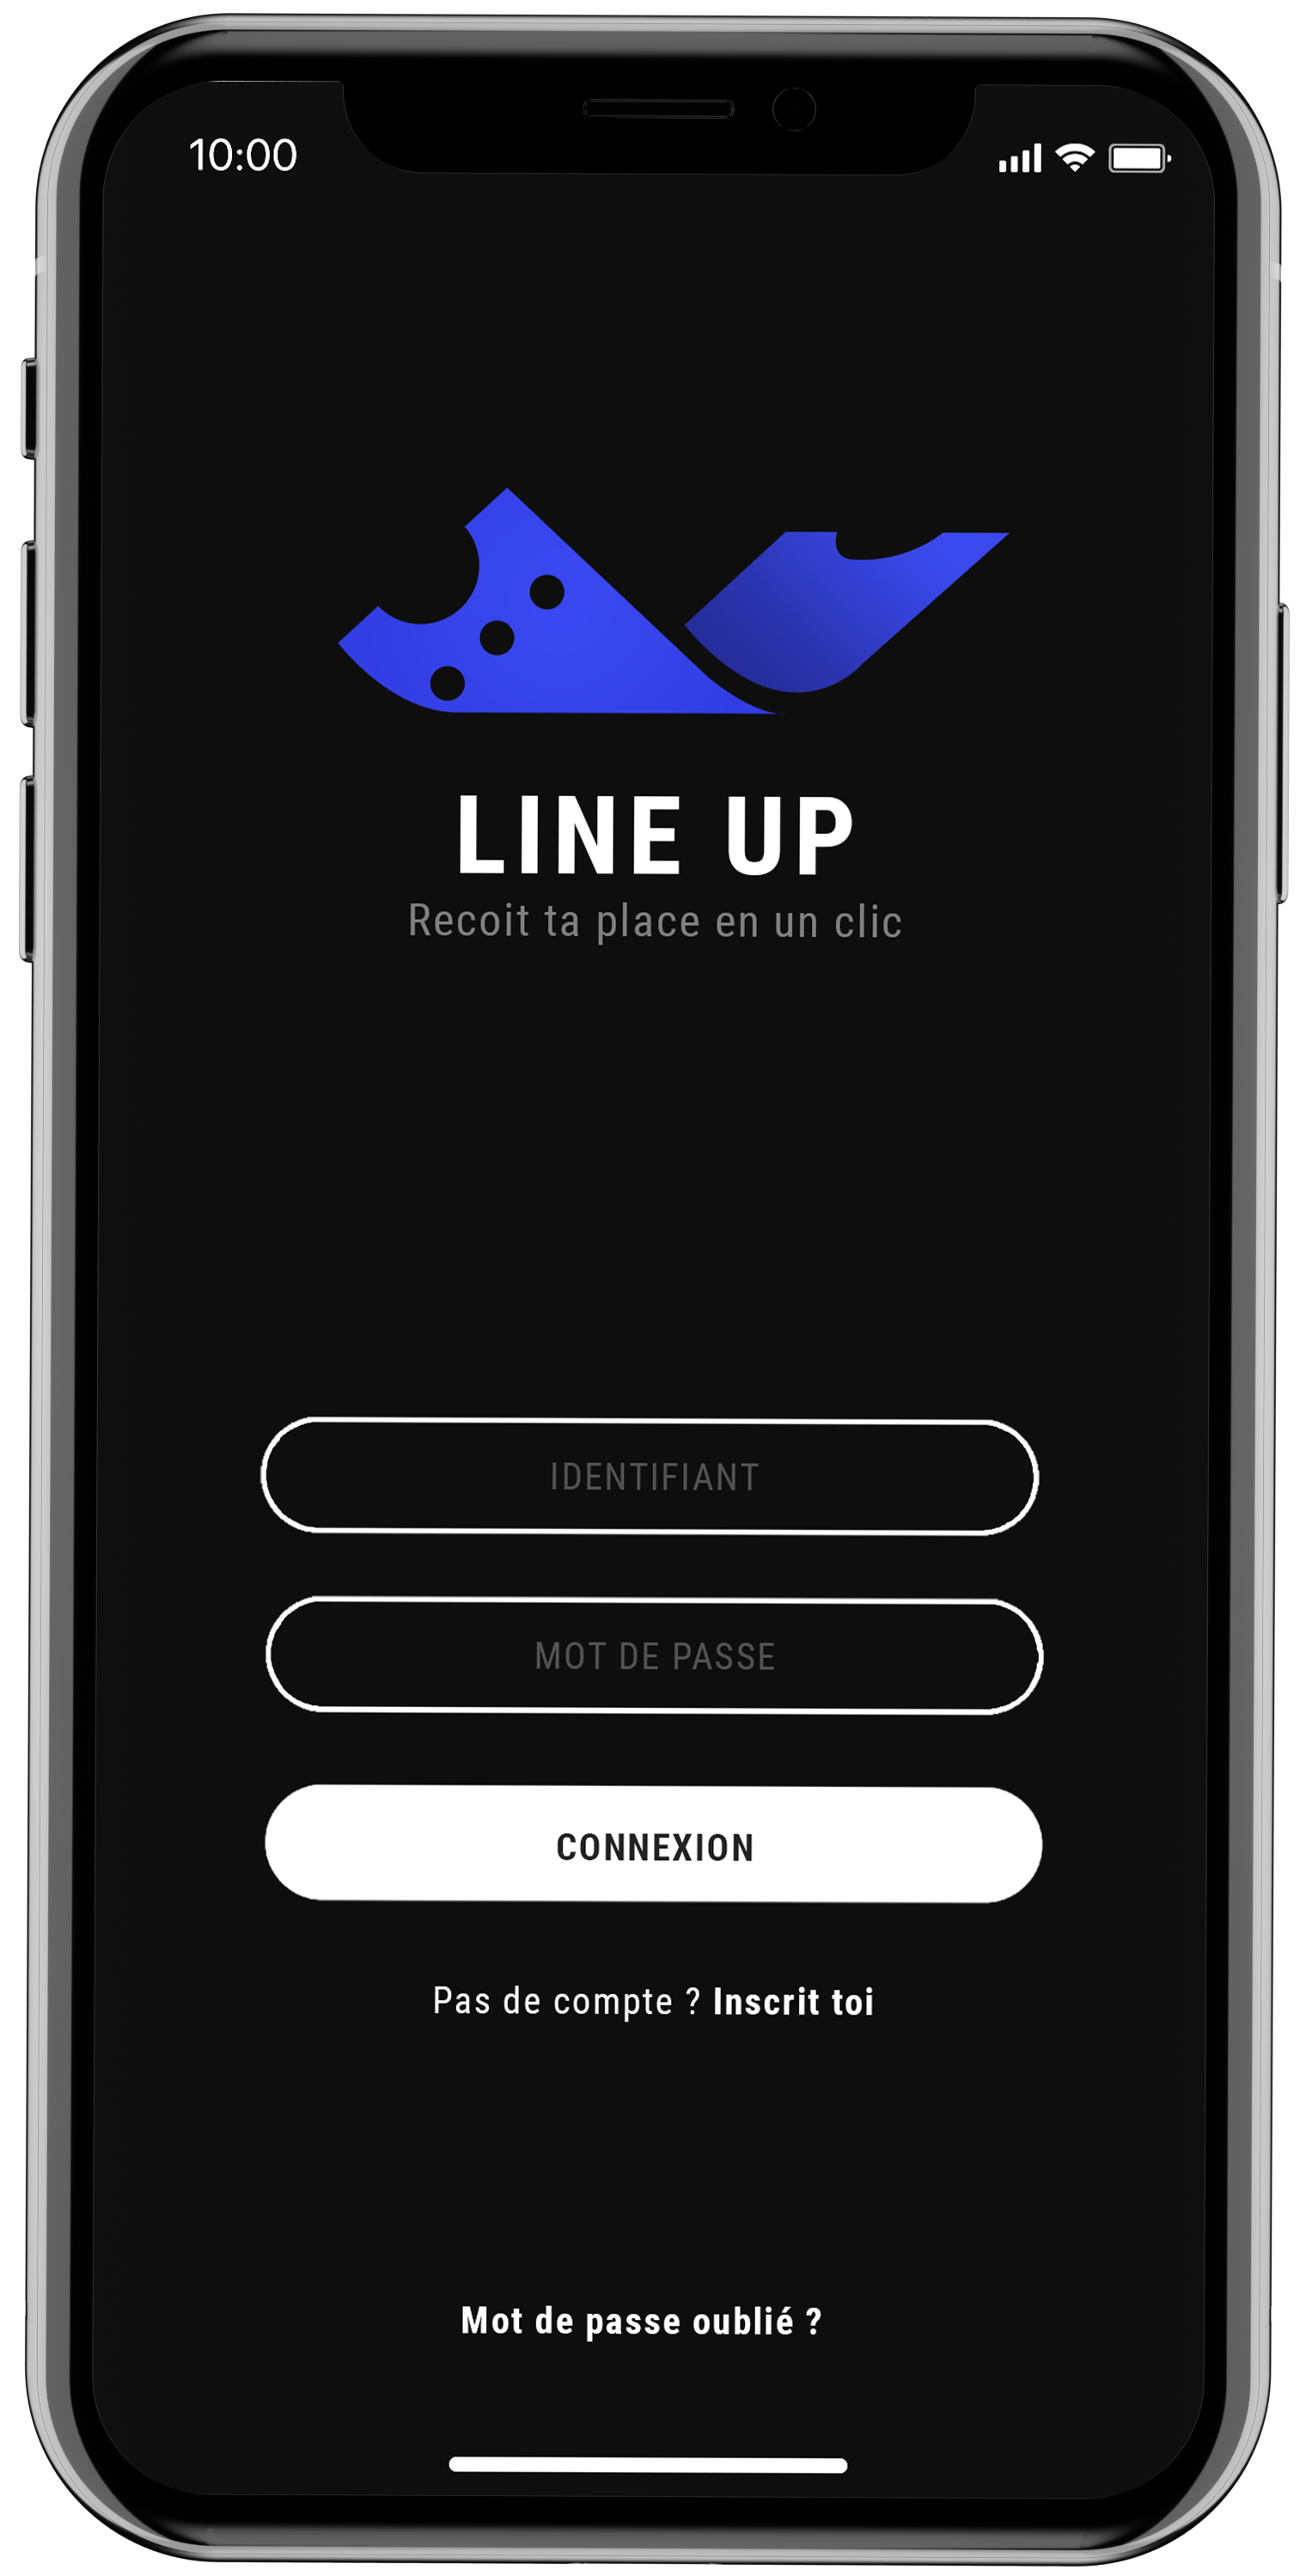 10:00
LINE UP
Recoit ta place en un clic
IDENTIFIANT
MOT DE PASSE
CONNEXION
Pas de compte ? Inscrit toi
Mot de passe oublié ?